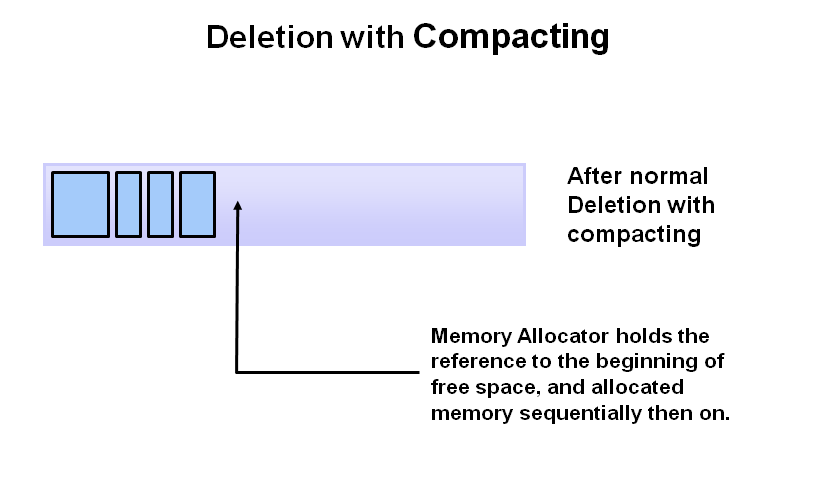 Deletion with Compacting
After normal
Deletion with
compacting
Memory Allocator holds the
reference to the beginning of
free space, and allocated
memory sequentially then on.